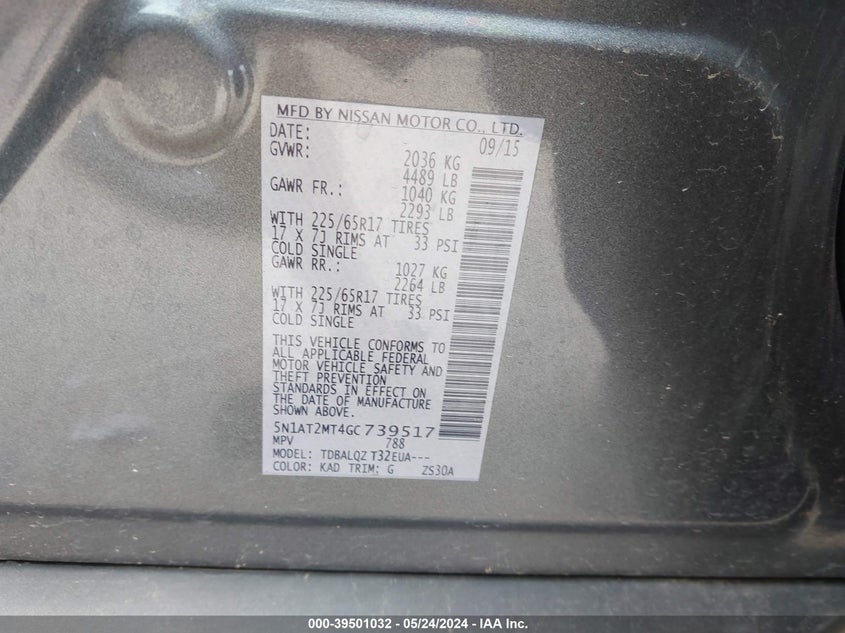 MFD BY NISSAN MOTOR CO., LTD.
DATE: 09/15
GVWR: 2036 KG
4489 LB
GAWR FR.: 1040 KG
2293 LB
WITH 225/65R17 TIRES
17 X 7J RIMS AT 33 PSI
COLD SINGLE
GAWR RR.: 1027 KG
2264 LB
WITH 225/65R17 TIRES
17 X 7J RIMS AT 33 PSI
COLD SINGLE
THIS VEHICLE CONFORMS TO
ALL APPLICABLE FEDERAL
MOTOR VEHICLE SAFETY AND
THEFT PREVENTION
STANDARDS IN EFFECT ON
THE DATE OF MANUFACTURE
SHOWN ABOVE.
5N1AT2MT4GC739517
MPV 788
MODEL: TDBALQZ T32EUA---
COLOR: KAD TRIM: G ZS30A
000-39501032 - 05/24/2024 - IAA Inc.